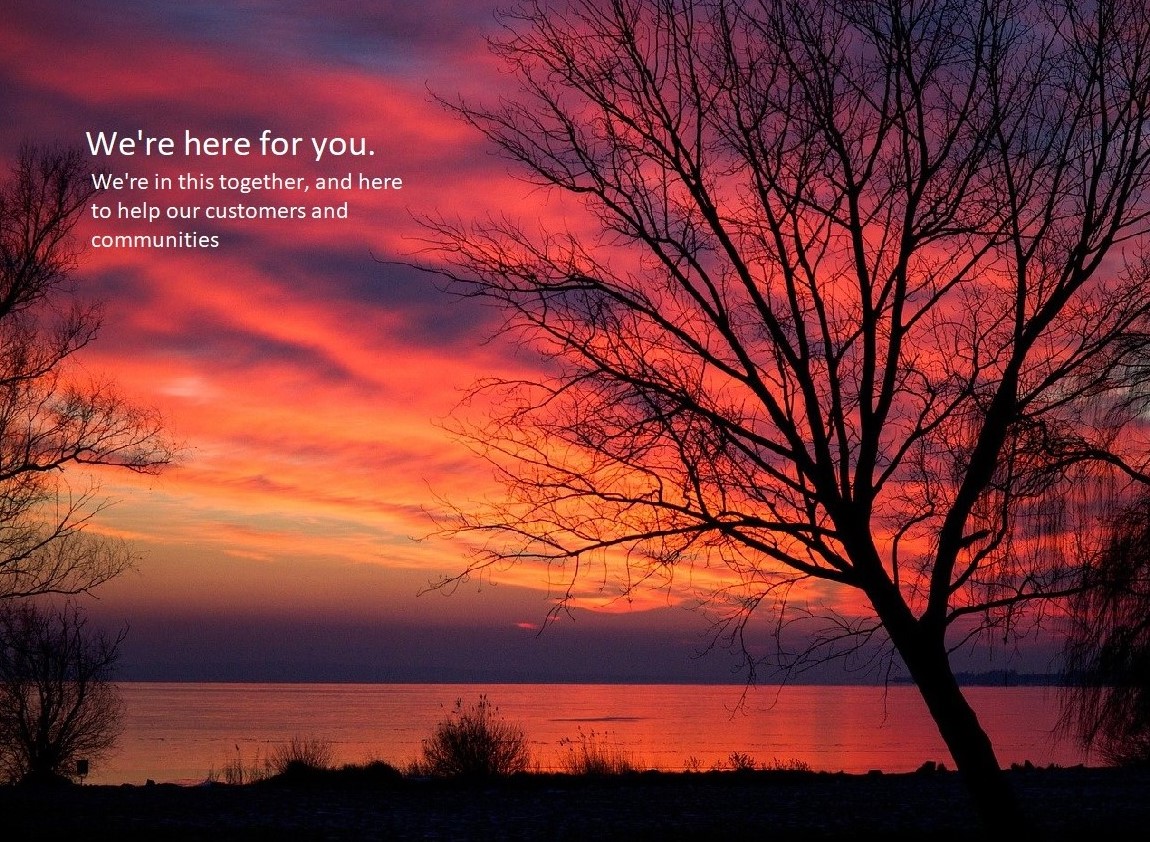 We're here for you.
We're in this together, and here
to help our customers and
communities